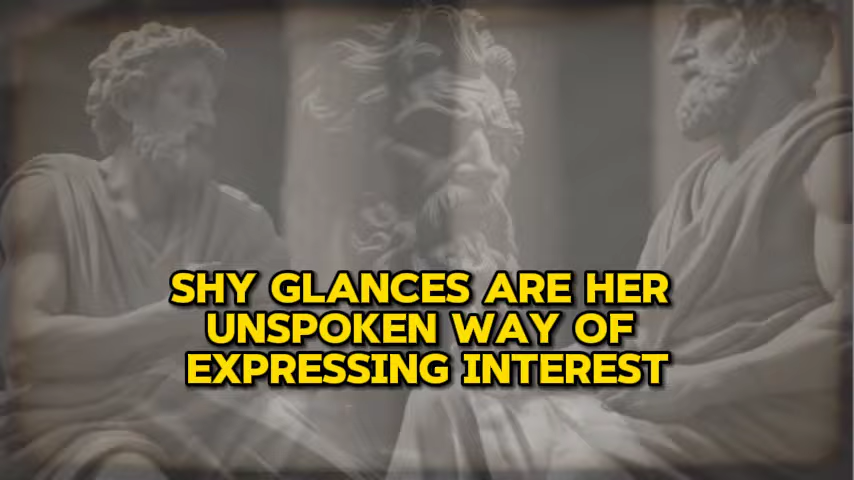 SHY GLANCES ARE HER
UNSPOKEN WAY OF
EXPRESSING INTEREST